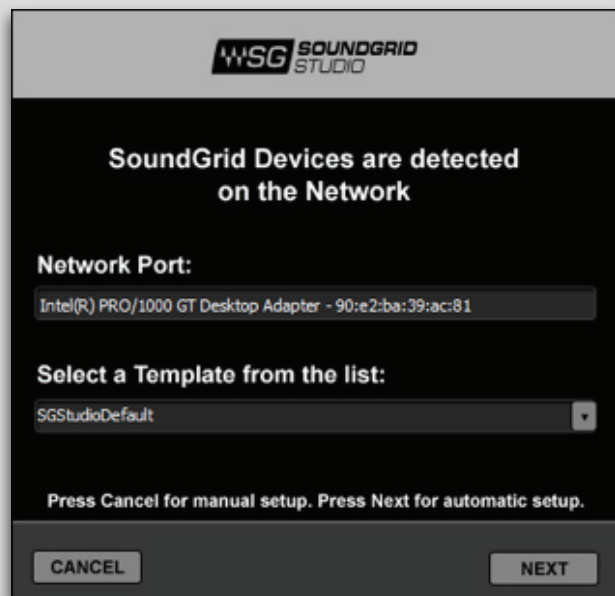 WSG SOUNDGRID
STUDIO
SoundGrid Devices are detected
on the Network
Network Port:
Intel(R) PRO/1000 GT Desktop Adapter - 90:e2:ba:39:ac:81
Select a Template from the list:
SGStudioDefault
Press Cancel for manual setup. Press Next for automatic setup.
CANCEL
NEXT